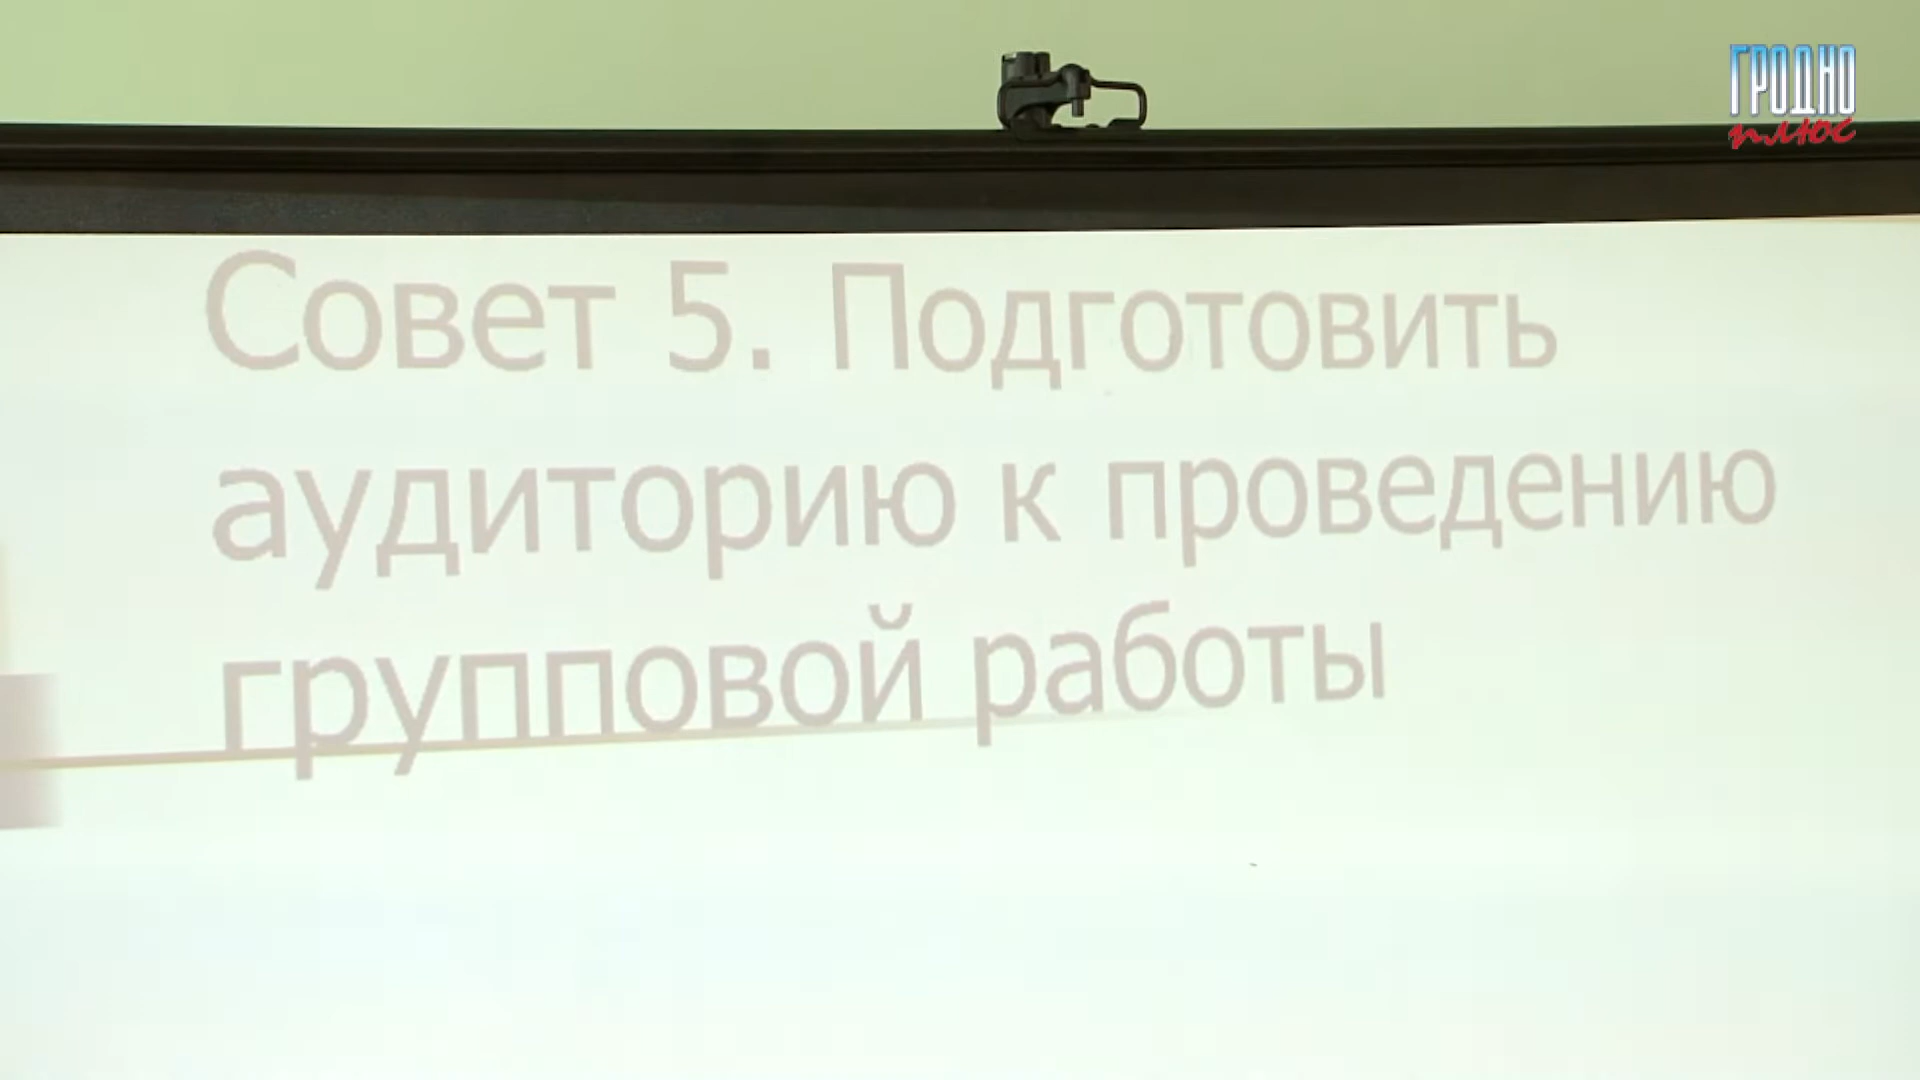 ГРОДНО
плюс
Совет 5. Подготовить
аудиторию к проведению
групповой работы